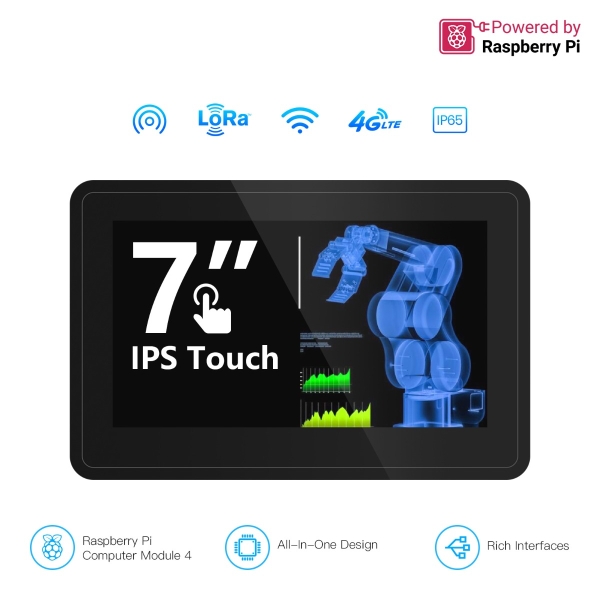 Powered by
Raspberry Pi
LoRa
4G LTE
IP65
7"
IPS Touch
Raspberry Pi
Computer Module 4
All-In-One Design
Rich Interfaces